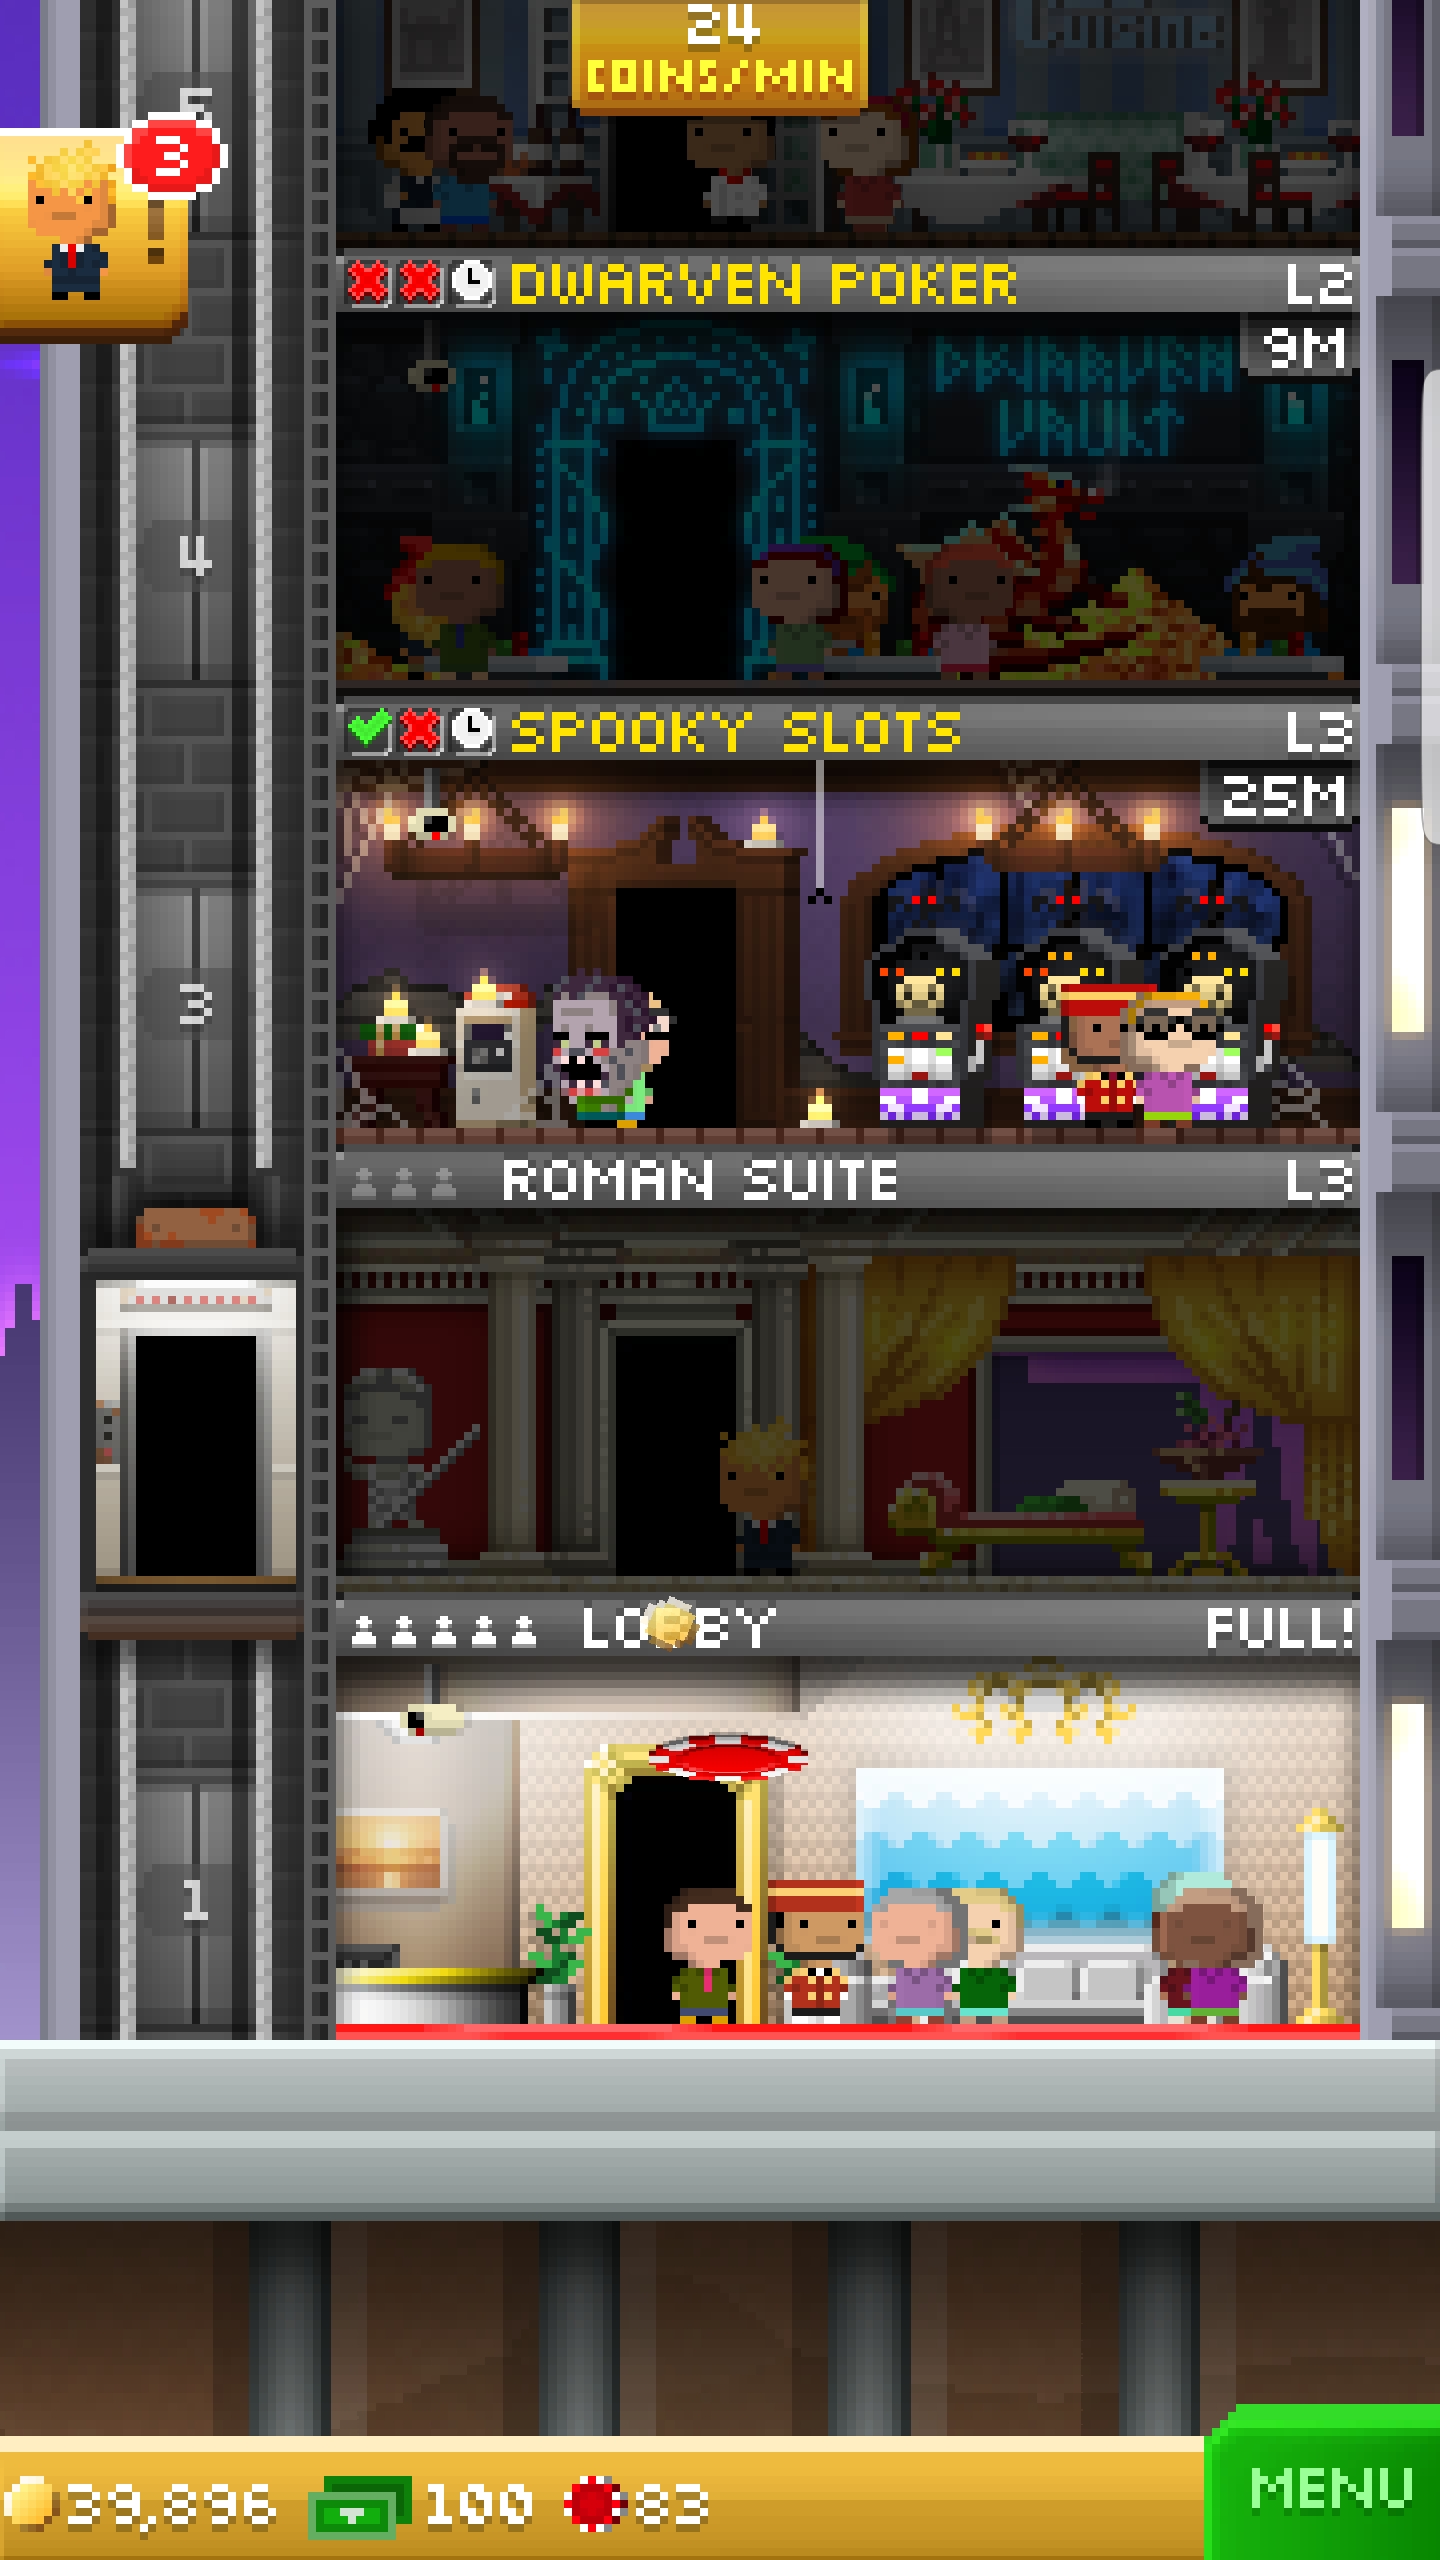 24
COINS/MIN
Cuisine
5
3
!
DWARVEN POKER
L2
9M
DWARVEN
VAULT
4
SPOOKY SLOTS
L3
25M
3
ROMAN SUITE
L3
LOBBY
FULL!
1
39,896
100
83
MENU